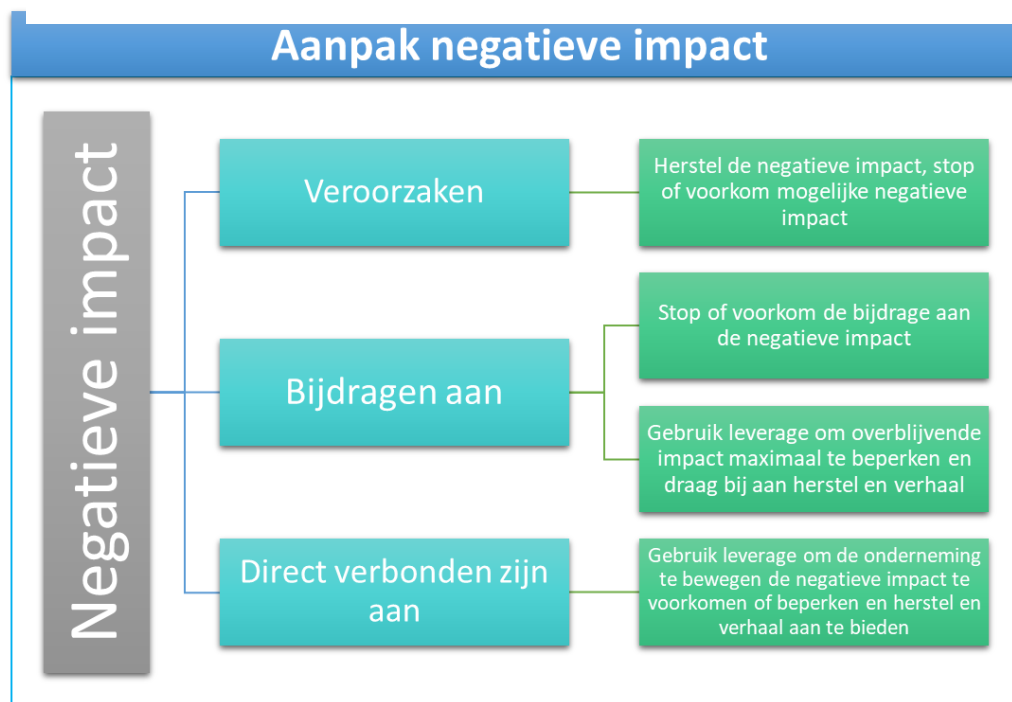 Aanpak negatieve impact
Negatieve impact
Veroorzaken
Herstel de negatieve impact, stop
of voorkom mogelijke negatieve
impact
Bijdragen aan
Stop of voorkom de bijdrage aan
de negatieve impact
Gebruik leverage om overblijvende
impact maximaal te beperken en
draag bij aan herstel en verhaal
Direct verbonden zijn
aan
Gebruik leverage om de onderneming
te bewegen de negatieve impact te
voorkomen of beperken en herstel en
verhaal aan te bieden